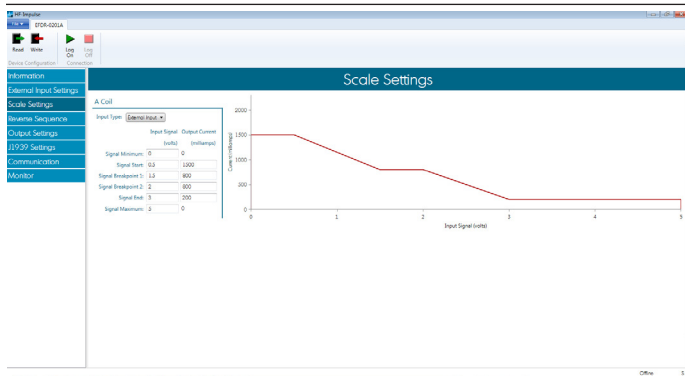 HF Impulse
File
EFDR-0201A
Read Write Log On Log Off
Device Configuration Connection
Information
External Input Settings
Scale Settings
Reverse Sequence
Output Settings
J1939 Settings
Communication
Monitor
Scale Settings
A Coil
Input Type: External Input
Input Signal Output Current
(volts) (milliamps)
Signal Minimum: 0 0
Signal Start: 0.5 1500
Signal Breakpoint 1: 1.5 800
Signal Breakpoint 2: 2 800
Signal End: 3 200
Signal Maximum: 5 0
Current (milliamps)
2000
1500
1000
500
0
0 1 2 3 4 5
Input Signal (volts)
Offline